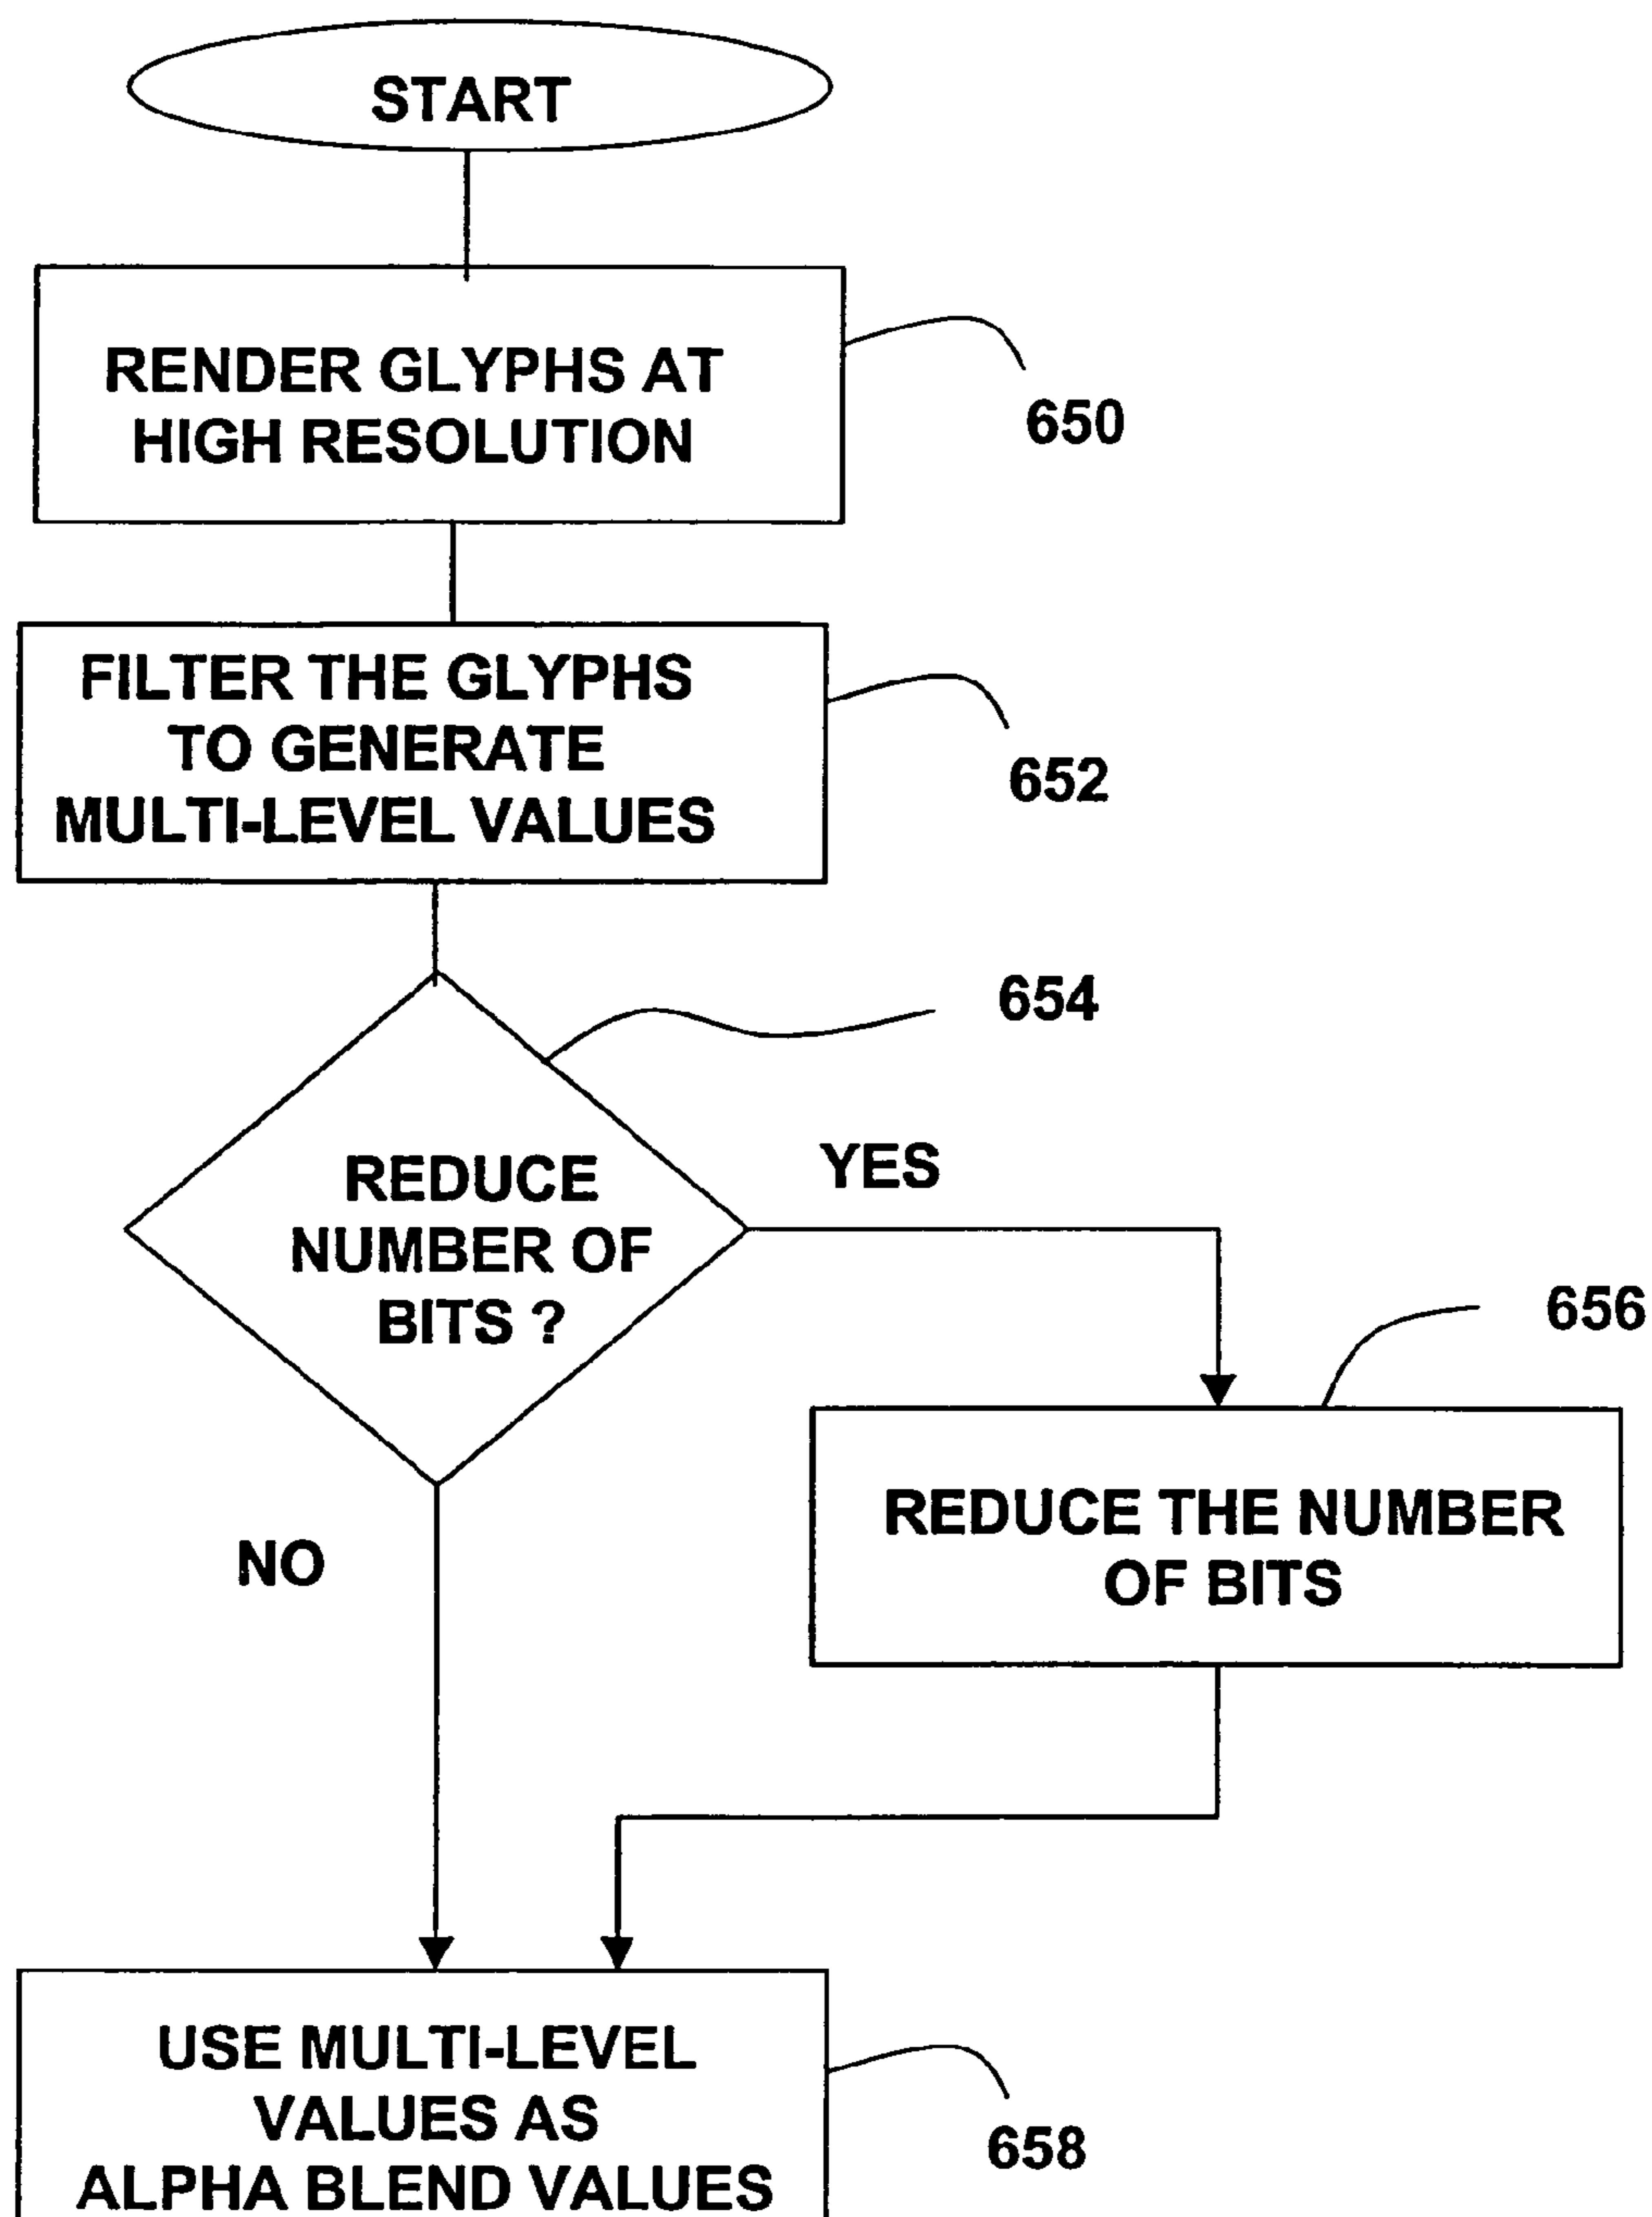 START
RENDER GLYPHS AT
HIGH RESOLUTION
650
FILTER THE GLYPHS
TO GENERATE
MULTI-LEVEL VALUES
652
654
REDUCE
NUMBER OF
BITS ?
YES
656
REDUCE THE NUMBER
OF BITS
NO
USE MULTI-LEVEL
VALUES AS
ALPHA BLEND VALUES
658